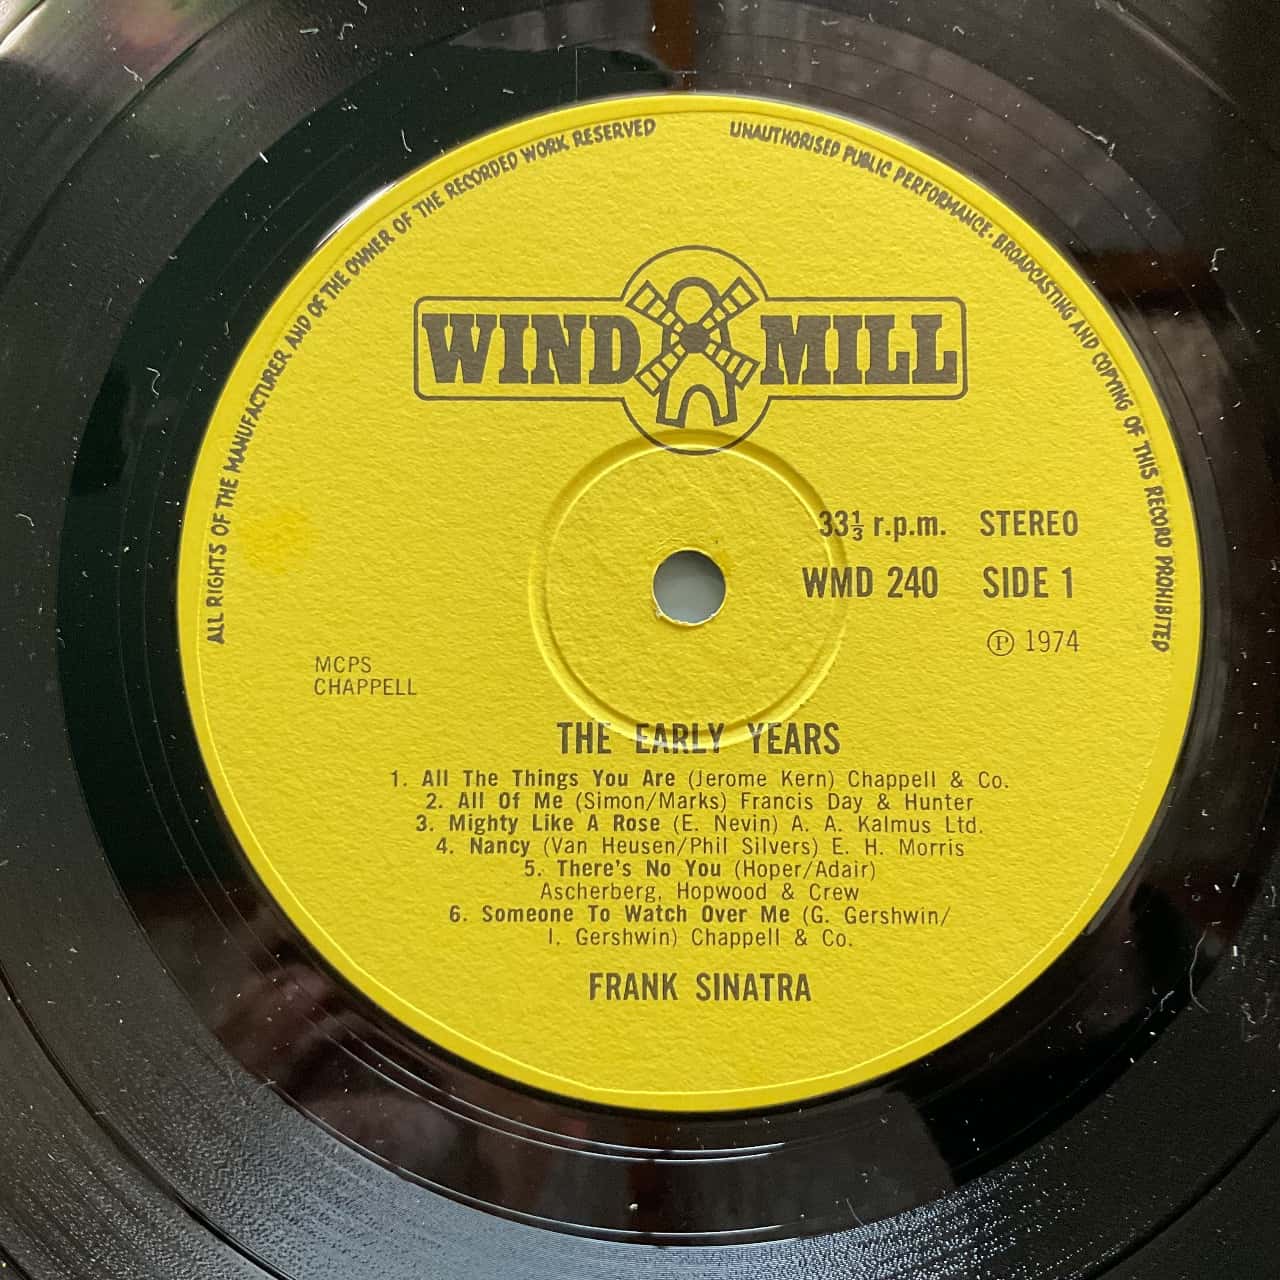 ALL RIGHTS OF THE MANUFACTURER AND OF THE OWNER OF THE RECORDED WORK RESERVED
UNAUTHORISED PUBLIC PERFORMANCE · BROADCASTING AND COPYING OF THIS RECORD PROHIBITED
WIND MILL
33⅓ r.p.m. STEREO
WMD 240 SIDE 1
℗ 1974
MCPS
CHAPPELL
THE EARLY YEARS
1. All The Things You Are (Jerome Kern) Chappell & Co.
2. All Of Me (Simon/Marks) Francis Day & Hunter
3. Mighty Like A Rose (E. Nevin) A. A. Kalmus Ltd.
4. Nancy (Van Heusen/Phil Silvers) E. H. Morris
5. There's No You (Hoper/Adair)
Ascherberg, Hopwood & Crew
6. Someone To Watch Over Me (G. Gershwin/
I. Gershwin) Chappell & Co.
FRANK SINATRA